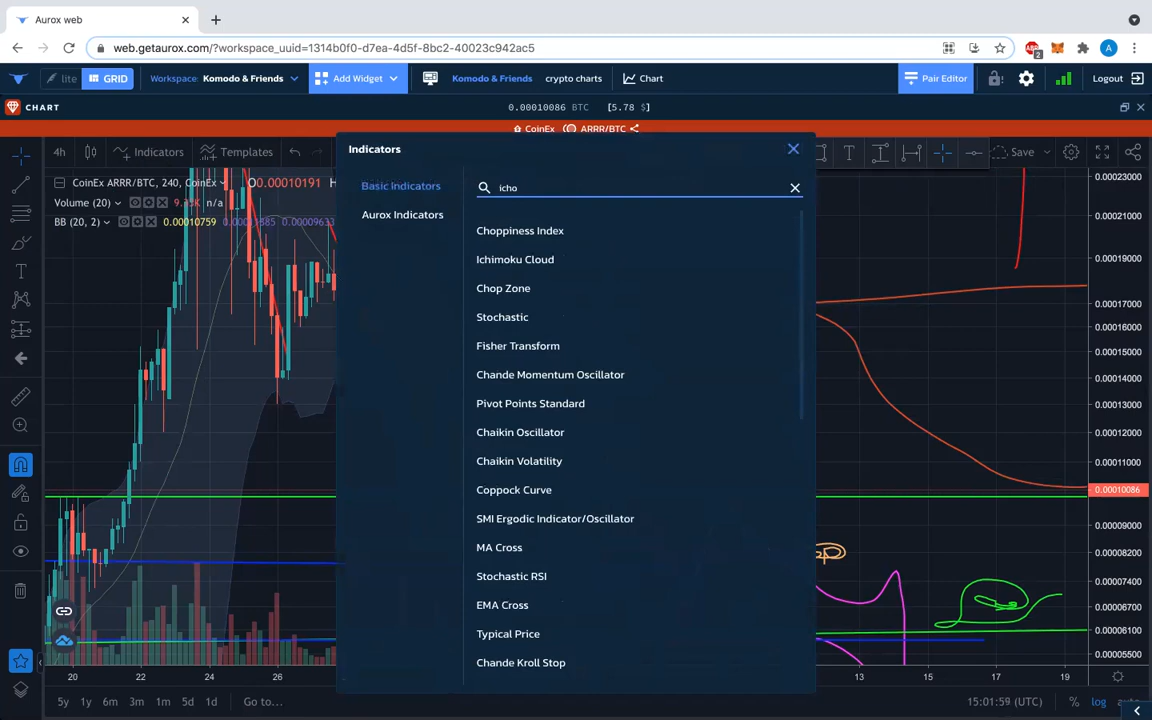 Aurox web
web.getaurox.com/?workspace_uuid=1314b0f0-d7ea-4d5f-8bc2-40023c942ac5
2
A
lite GRID Workspace: Komodo & Friends Add Widget Komodo & Friends crypto charts Chart Pair Editor Logout
CHART 0.00010086 BTC [5.78 $]
CoinEx ARRR/BTC
4h Indicators Templates Save
CoinEx ARRR/BTC, 240, CoinEx O0.00010191 H
Volume (20) n/a
BB (20, 2) 0.00010759
Indicators
Basic Indicators
Aurox Indicators
icho
Choppiness Index
Ichimoku Cloud
Chop Zone
Stochastic
Fisher Transform
Chande Momentum Oscillator
Pivot Points Standard
Chaikin Oscillator
Chaikin Volatility
Coppock Curve
SMI Ergodic Indicator/Oscillator
MA Cross
Stochastic RSI
EMA Cross
Typical Price
Chande Kroll Stop
0.00023000
0.00021000
0.00019000
0.00017000
0.00016000
0.00015000
0.00014000
0.00013000
0.00012000
0.00011000
0.00010086
0.00009000
0.00008200
0.00007400
0.00006700
0.00006100
0.00005500
20 22 24 26 13 15 17 19
5y 1y 6m 3m 1m 5d 1d Go to... 15:01:59 (UTC) % log